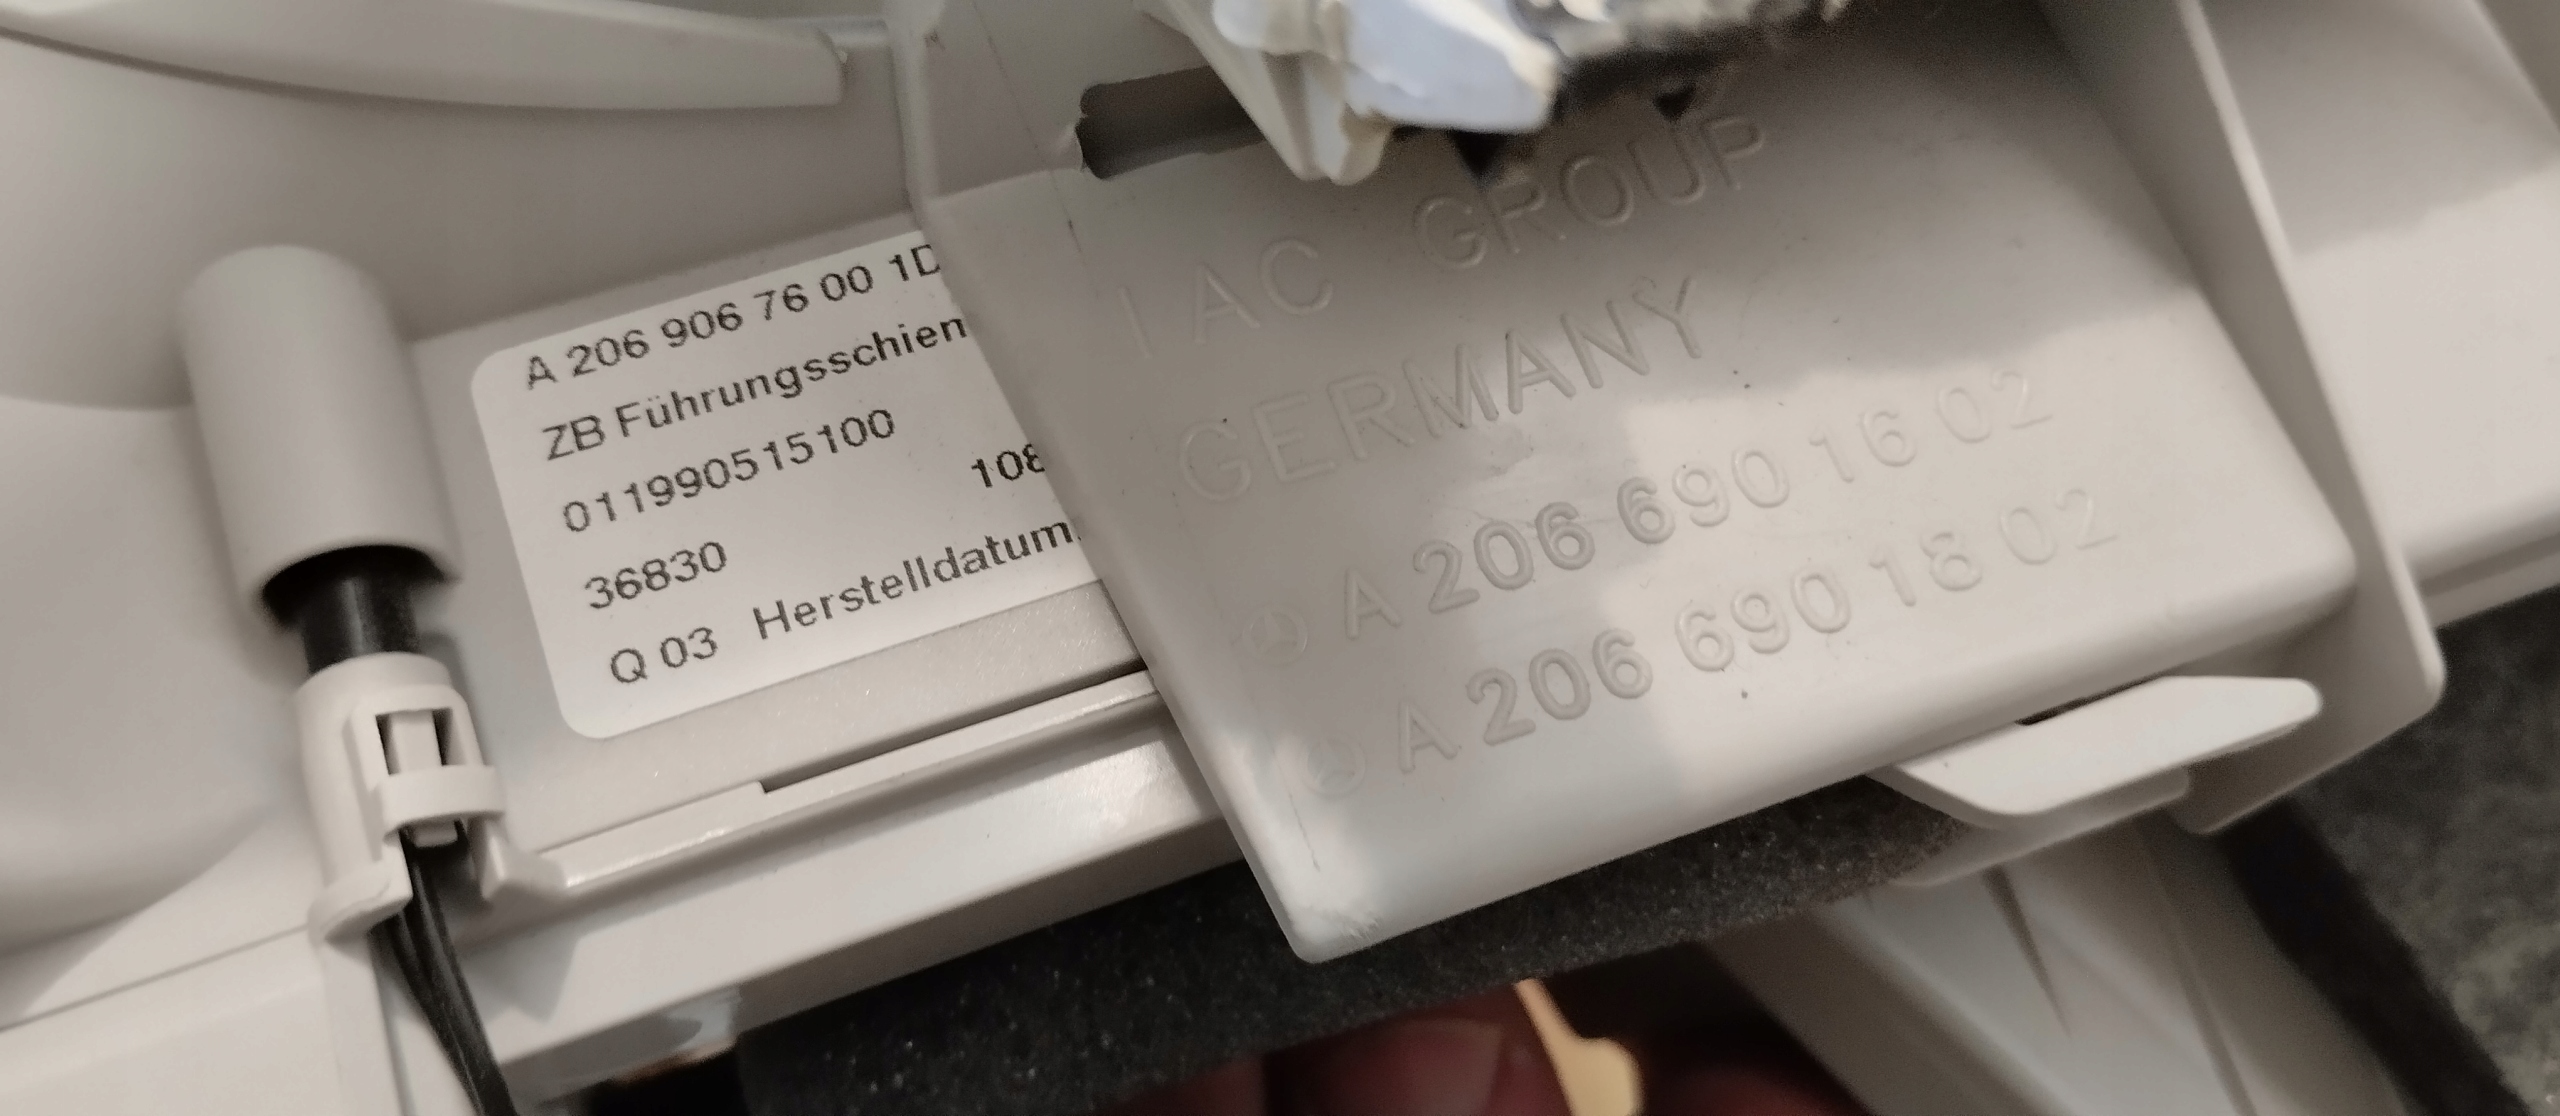 A 206 906 76 00 1D
ZB Führungsschien
011990515100
108
36830
Q 03 Herstelldatum
I AC GROUP
GERMANY
A 206 690 16 02
A 206 690 18 02